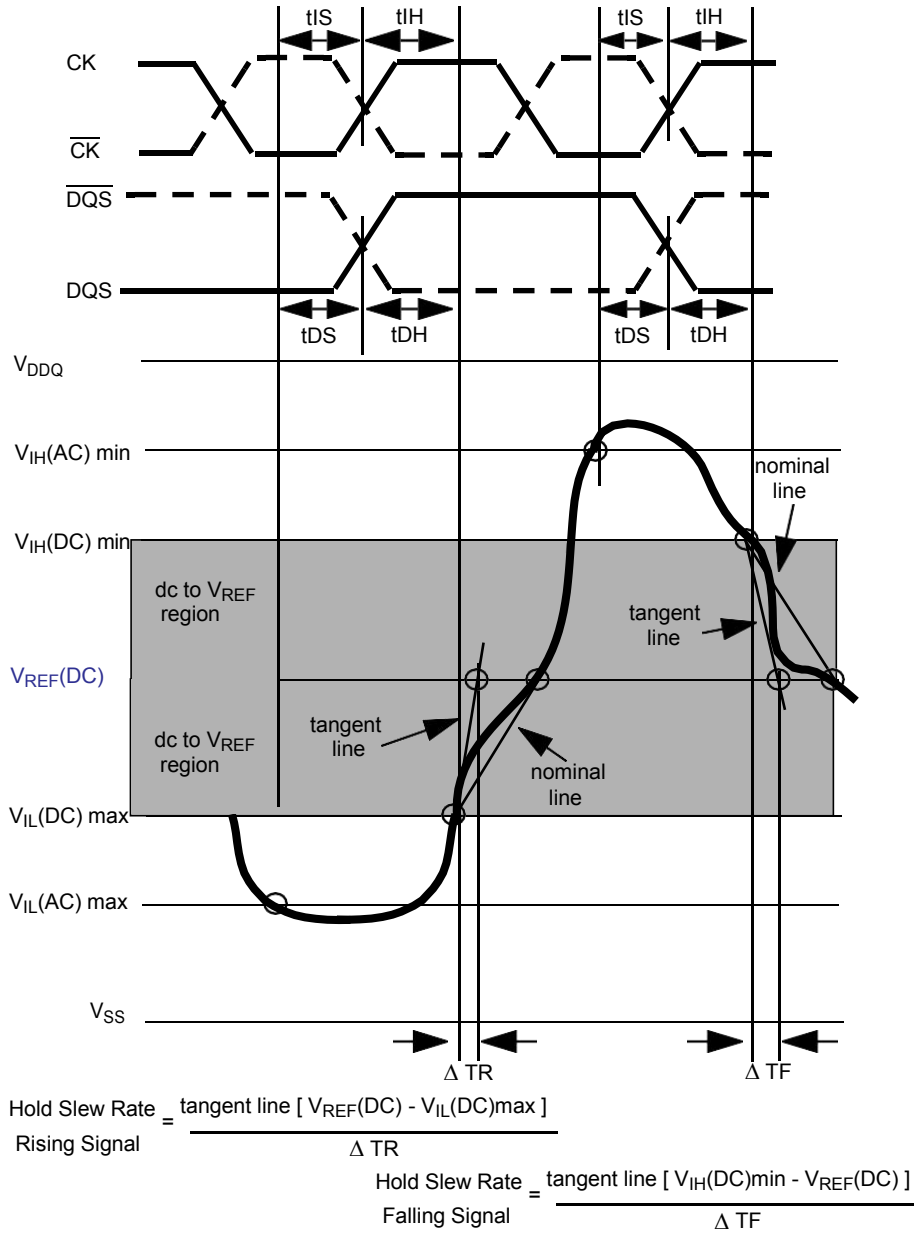 tIS tIH tIS tIH
CK
CK
DQS
DQS
tDS tDH tDS tDH
VDDQ
VIH(AC) min
nominal
line
VIH(DC) min
dc to VREF
region
tangent
line
VREF(DC)
tangent
line
dc to VREF
region
nominal
line
VIL(DC) max
VIL(AC) max
VSS
Δ TR Δ TF
Hold Slew Rate
Rising Signal
= tangent line [ VREF(DC) - VIL(DC)max ]
Δ TR
Hold Slew Rate
Falling Signal
= tangent line [ VIH(DC)min - VREF(DC) ]
Δ TF